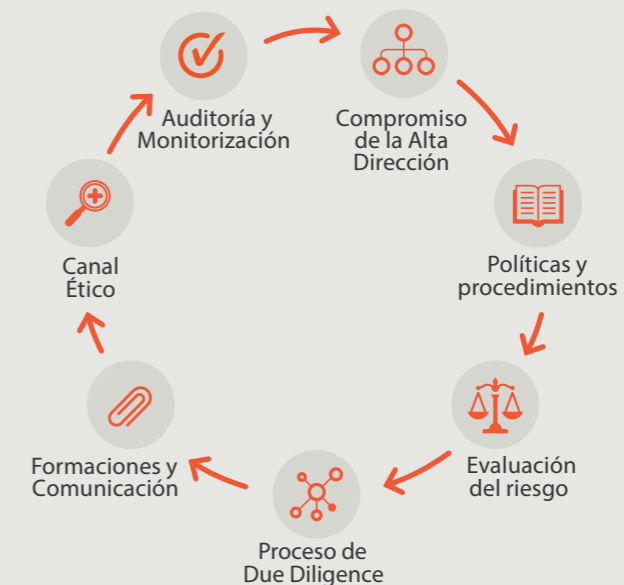 Auditoría y
Monitorización
Compromiso
de la Alta
Dirección
Políticas y
procedimientos
Evaluación
del riesgo
Proceso de
Due Diligence
Formaciones y
Comunicación
Canal
Ético